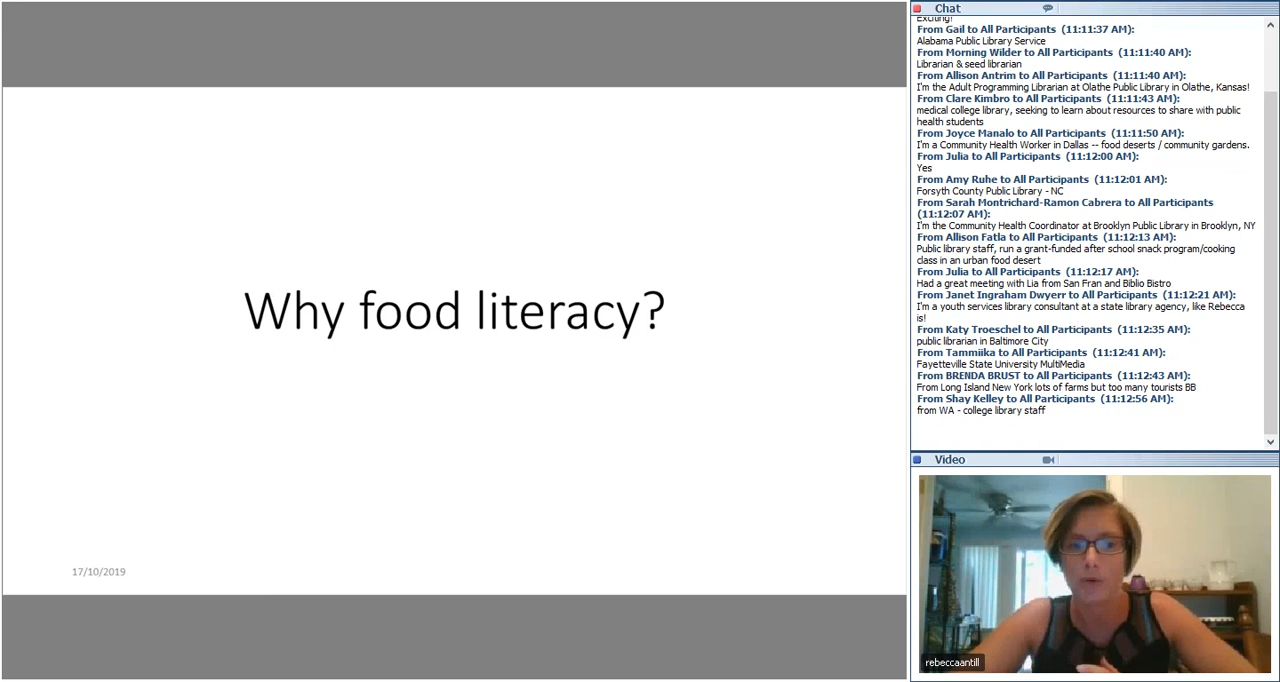 Why food literacy?
17/10/2019
Chat
Exciting!
From Gail to All Participants (11:11:37 AM):
Alabama Public Library Service
From Morning Wilder to All Participants (11:11:40 AM):
Librarian & seed librarian
From Allison Antrim to All Participants (11:11:40 AM):
I'm the Adult Programming Librarian at Olathe Public Library in Olathe, Kansas!
From Clare Kimbro to All Participants (11:11:43 AM):
medical college library, seeking to learn about resources to share with public
health students
From Joyce Manalo to All Participants (11:11:50 AM):
I'm a Community Health Worker in Dallas -- food deserts / community gardens.
From Julia to All Participants (11:12:00 AM):
Yes
From Amy Ruhe to All Participants (11:12:01 AM):
Forsyth County Public Library - NC
From Sarah Montrichard-Ramon Cabrera to All Participants
(11:12:07 AM):
I'm the Community Health Coordinator at Brooklyn Public Library in Brooklyn, NY
From Allison Fatla to All Participants (11:12:13 AM):
Public library staff, run a grant-funded after school snack program/cooking
class in an urban food desert
From Julia to All Participants (11:12:17 AM):
Had a great meeting with Lia from San Fran and Biblio Bistro
From Janet Ingraham Dwyerr to All Participants (11:12:21 AM):
I'm a youth services library consultant at a state library agency, like Rebecca
is!
From Katy Troeschel to All Participants (11:12:35 AM):
public librarian in Baltimore City
From Tammiika to All Participants (11:12:41 AM):
Fayetteville State University MultiMedia
From BRENDA BRUST to All Participants (11:12:43 AM):
From Long Island New York lots of farms but too many tourists BB
From Shay Kelley to All Participants (11:12:56 AM):
from WA - college library staff
Video
rebeccaantill